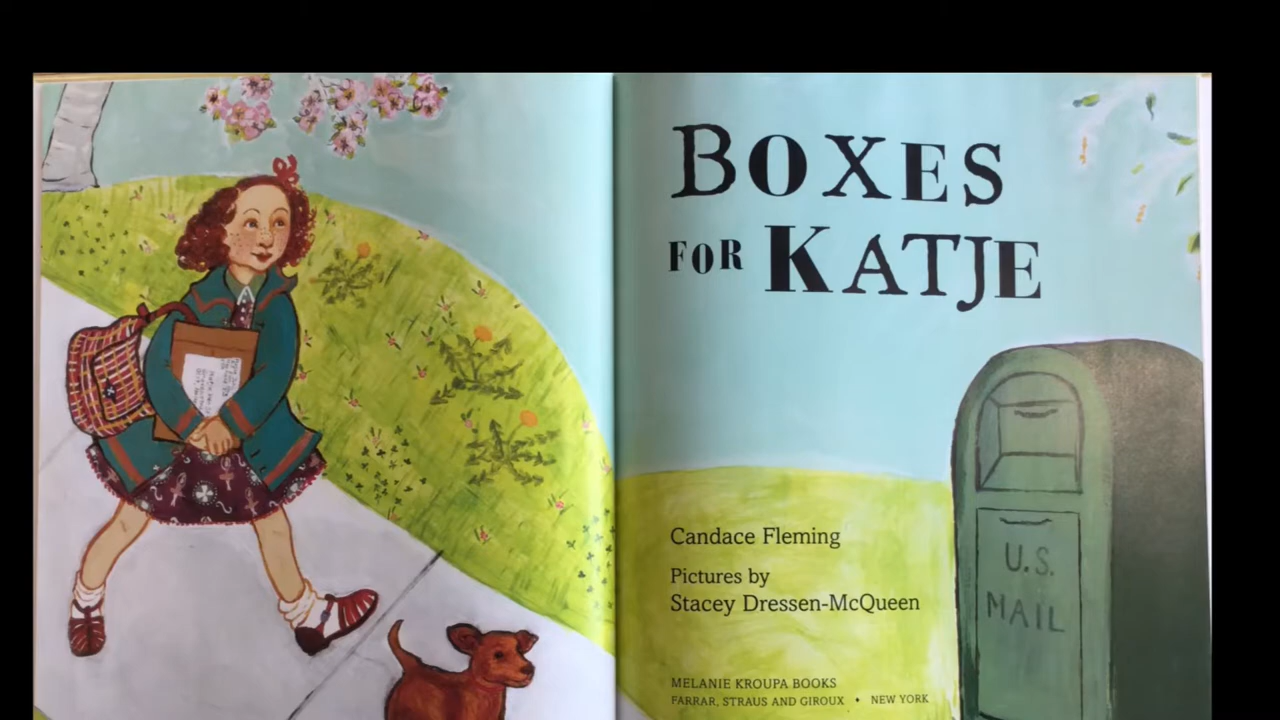 BOXES
FOR KATJE
Candace Fleming
Pictures by
Stacey Dressen-McQueen
MELANIE KROUPA BOOKS
FARRAR, STRAUS AND GIROUX • NEW YORK
U.S.
MAIL